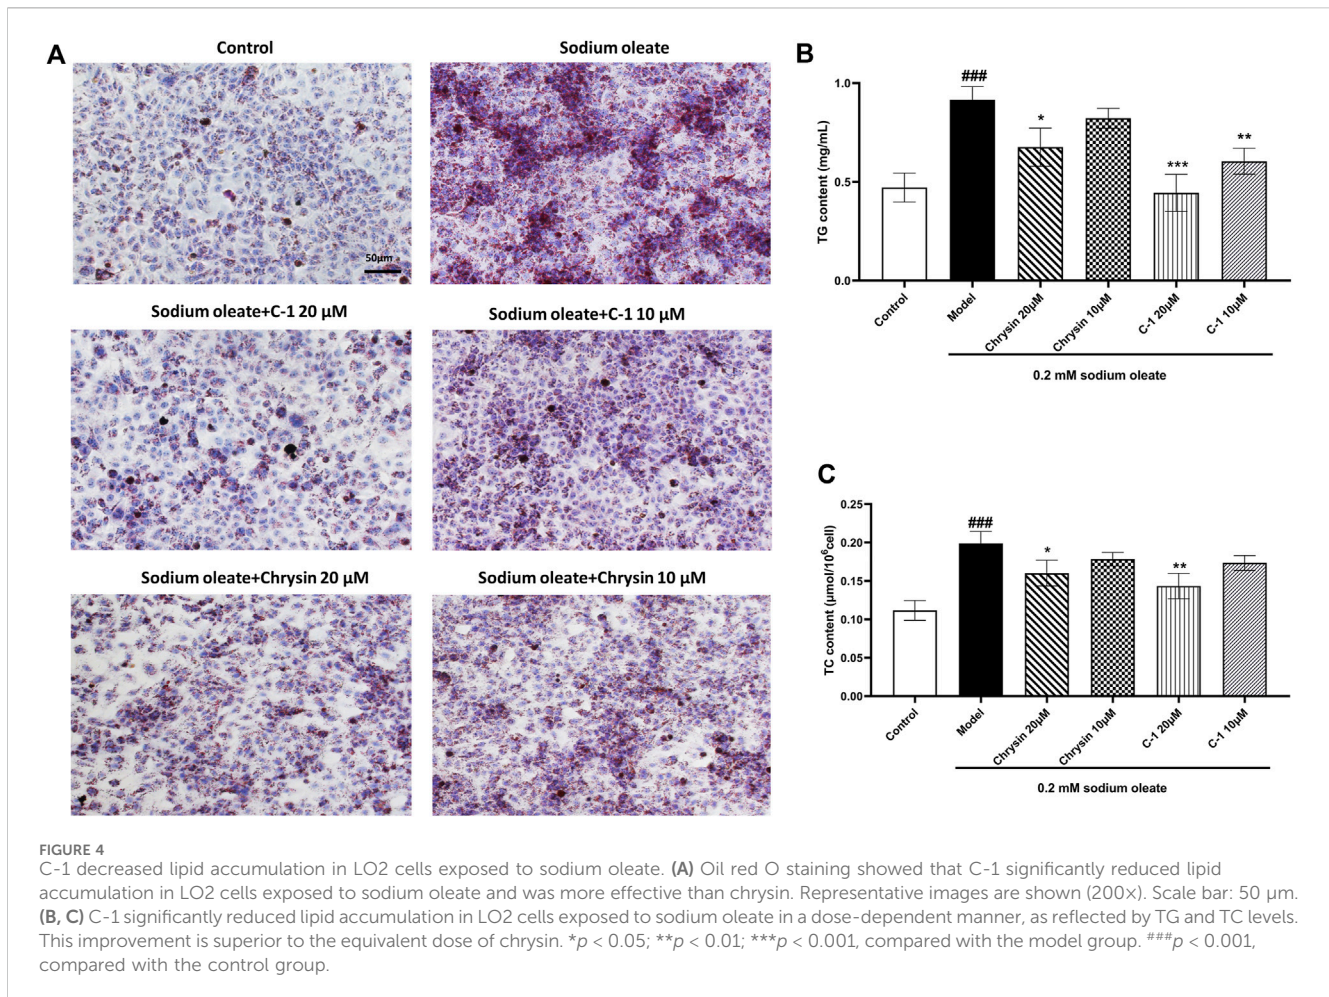 A
Control
Sodium oleate
50μm
Sodium oleate+C-1 20 μM
Sodium oleate+C-1 10 μM
Sodium oleate+Chrysin 20 μM
Sodium oleate+Chrysin 10 μM
B
TG content (mg/mL)
1.0
0.5
0.0
###
*
***
**
Control
Model
Chrysin 20μM
Chrysin 10μM
C-1 20μM
C-1 10μM
0.2 mM sodium oleate
C
TC content (μmol/10⁶cell)
0.25
0.20
0.15
0.10
0.05
0.00
###
*
**
Control
Model
Chrysin 20μM
Chrysin 10μM
C-1 20μM
C-1 10μM
0.2 mM sodium oleate
FIGURE 4
C-1 decreased lipid accumulation in LO2 cells exposed to sodium oleate. (A) Oil red O staining showed that C-1 significantly reduced lipid
accumulation in LO2 cells exposed to sodium oleate and was more effective than chrysin. Representative images are shown (200×). Scale bar: 50 μm.
(B, C) C-1 significantly reduced lipid accumulation in LO2 cells exposed to sodium oleate in a dose-dependent manner, as reflected by TG and TC levels.
This improvement is superior to the equivalent dose of chrysin. *p < 0.05; **p < 0.01; ***p < 0.001, compared with the model group. ###p < 0.001,
compared with the control group.